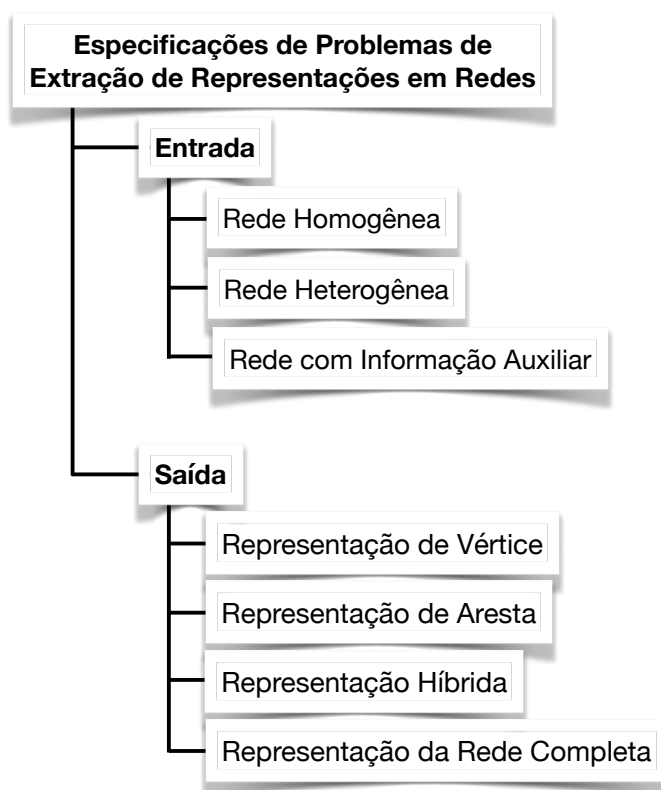 Especificações de Problemas de
Extração de Representações em Redes
Entrada
Rede Homogênea
Rede Heterogênea
Rede com Informação Auxiliar
Saída
Representação de Vértice
Representação de Aresta
Representação Híbrida
Representação da Rede Completa